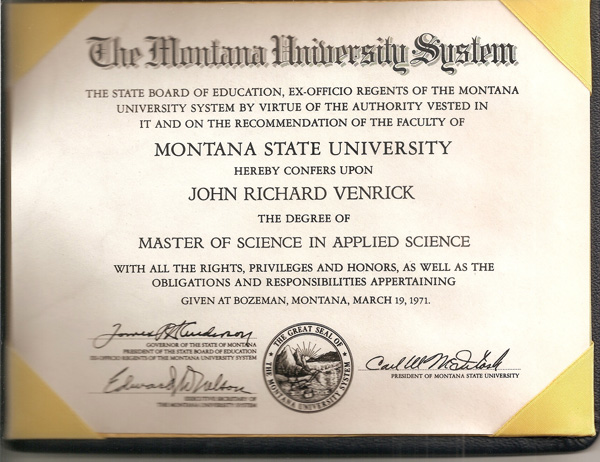 The Montana University System
THE STATE BOARD OF EDUCATION, EX-OFFICIO REGENTS OF THE MONTANA
UNIVERSITY SYSTEM BY VIRTUE OF THE AUTHORITY VESTED IN
IT AND ON THE RECOMMENDATION OF THE FACULTY OF
MONTANA STATE UNIVERSITY
HEREBY CONFERS UPON
JOHN RICHARD VENRICK
THE DEGREE OF
MASTER OF SCIENCE IN APPLIED SCIENCE
WITH ALL THE RIGHTS, PRIVILEGES AND HONORS, AS WELL AS THE
OBLIGATIONS AND RESPONSIBILITIES APPERTAINING
GIVEN AT BOZEMAN, MONTANA, MARCH 19, 1971.
GOVERNOR OF THE STATE OF MONTANA
PRESIDENT OF THE STATE BOARD OF EDUCATION
EX-OFFICIO REGENTS OF THE MONTANA UNIVERSITY SYSTEM
Edward W Nelson
EXECUTIVE SECRETARY OF
THE MONTANA UNIVERSITY SYSTEM
THE GREAT SEAL OF
THE MONTANA UNIVERSITY SYSTEM
Carl W McIntosh
PRESIDENT OF MONTANA STATE UNIVERSITY